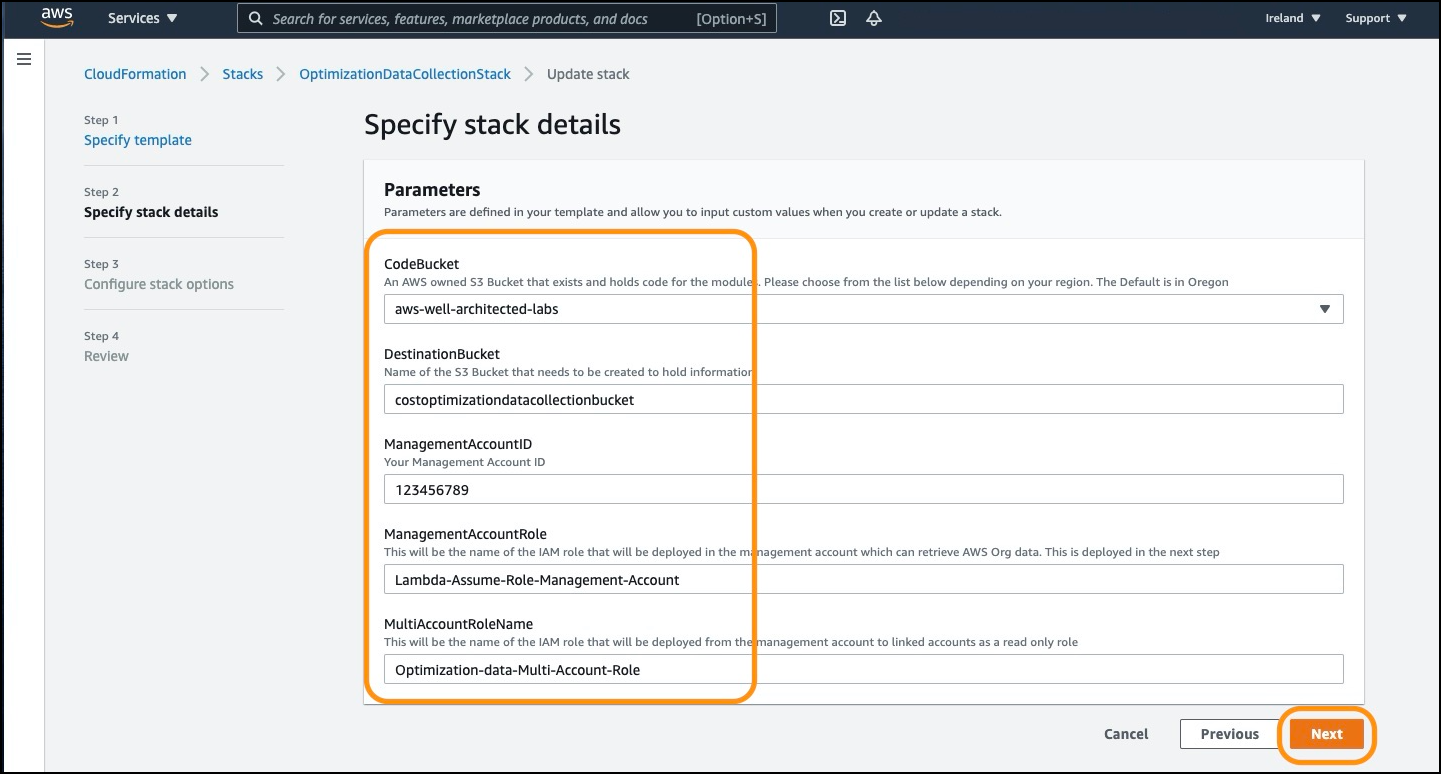 aws
Services ▼
Search for services, features, marketplace products, and docs [Option+S]
Ireland ▼
Support ▼
CloudFormation > Stacks > OptimizationDataCollectionStack > Update stack
Step 1
Specify template
Step 2
Specify stack details
Step 3
Configure stack options
Step 4
Review
Specify stack details
Parameters
Parameters are defined in your template and allow you to input custom values when you create or update a stack.
CodeBucket
An AWS owned S3 Bucket that exists and holds code for the modules. Please choose from the list below depending on your region. The Default is in Oregon
aws-well-architected-labs
DestinationBucket
Name of the S3 Bucket that needs to be created to hold information
costoptimizationdatacollectionbucket
ManagementAccountID
Your Management Account ID
123456789
ManagementAccountRole
This will be the name of the IAM role that will be deployed in the management account which can retrieve AWS Org data. This is deployed in the next step
Lambda-Assume-Role-Management-Account
MultiAccountRoleName
This will be the name of the IAM role that will be deployed from the management account to linked accounts as a read only role
Optimization-data-Multi-Account-Role
Cancel
Previous
Next